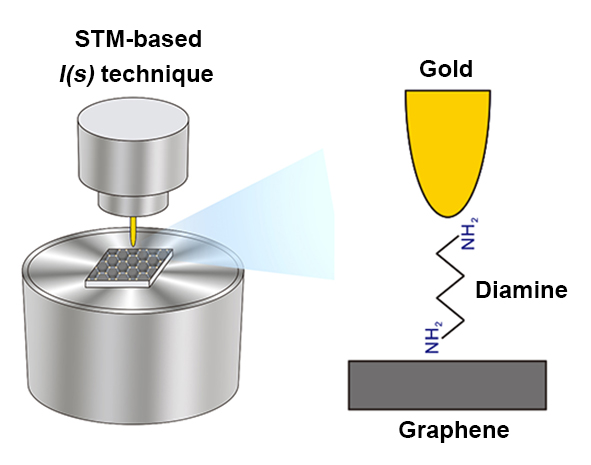 STM-based
I(s) technique
Gold
NH2
Diamine
NH2
Graphene